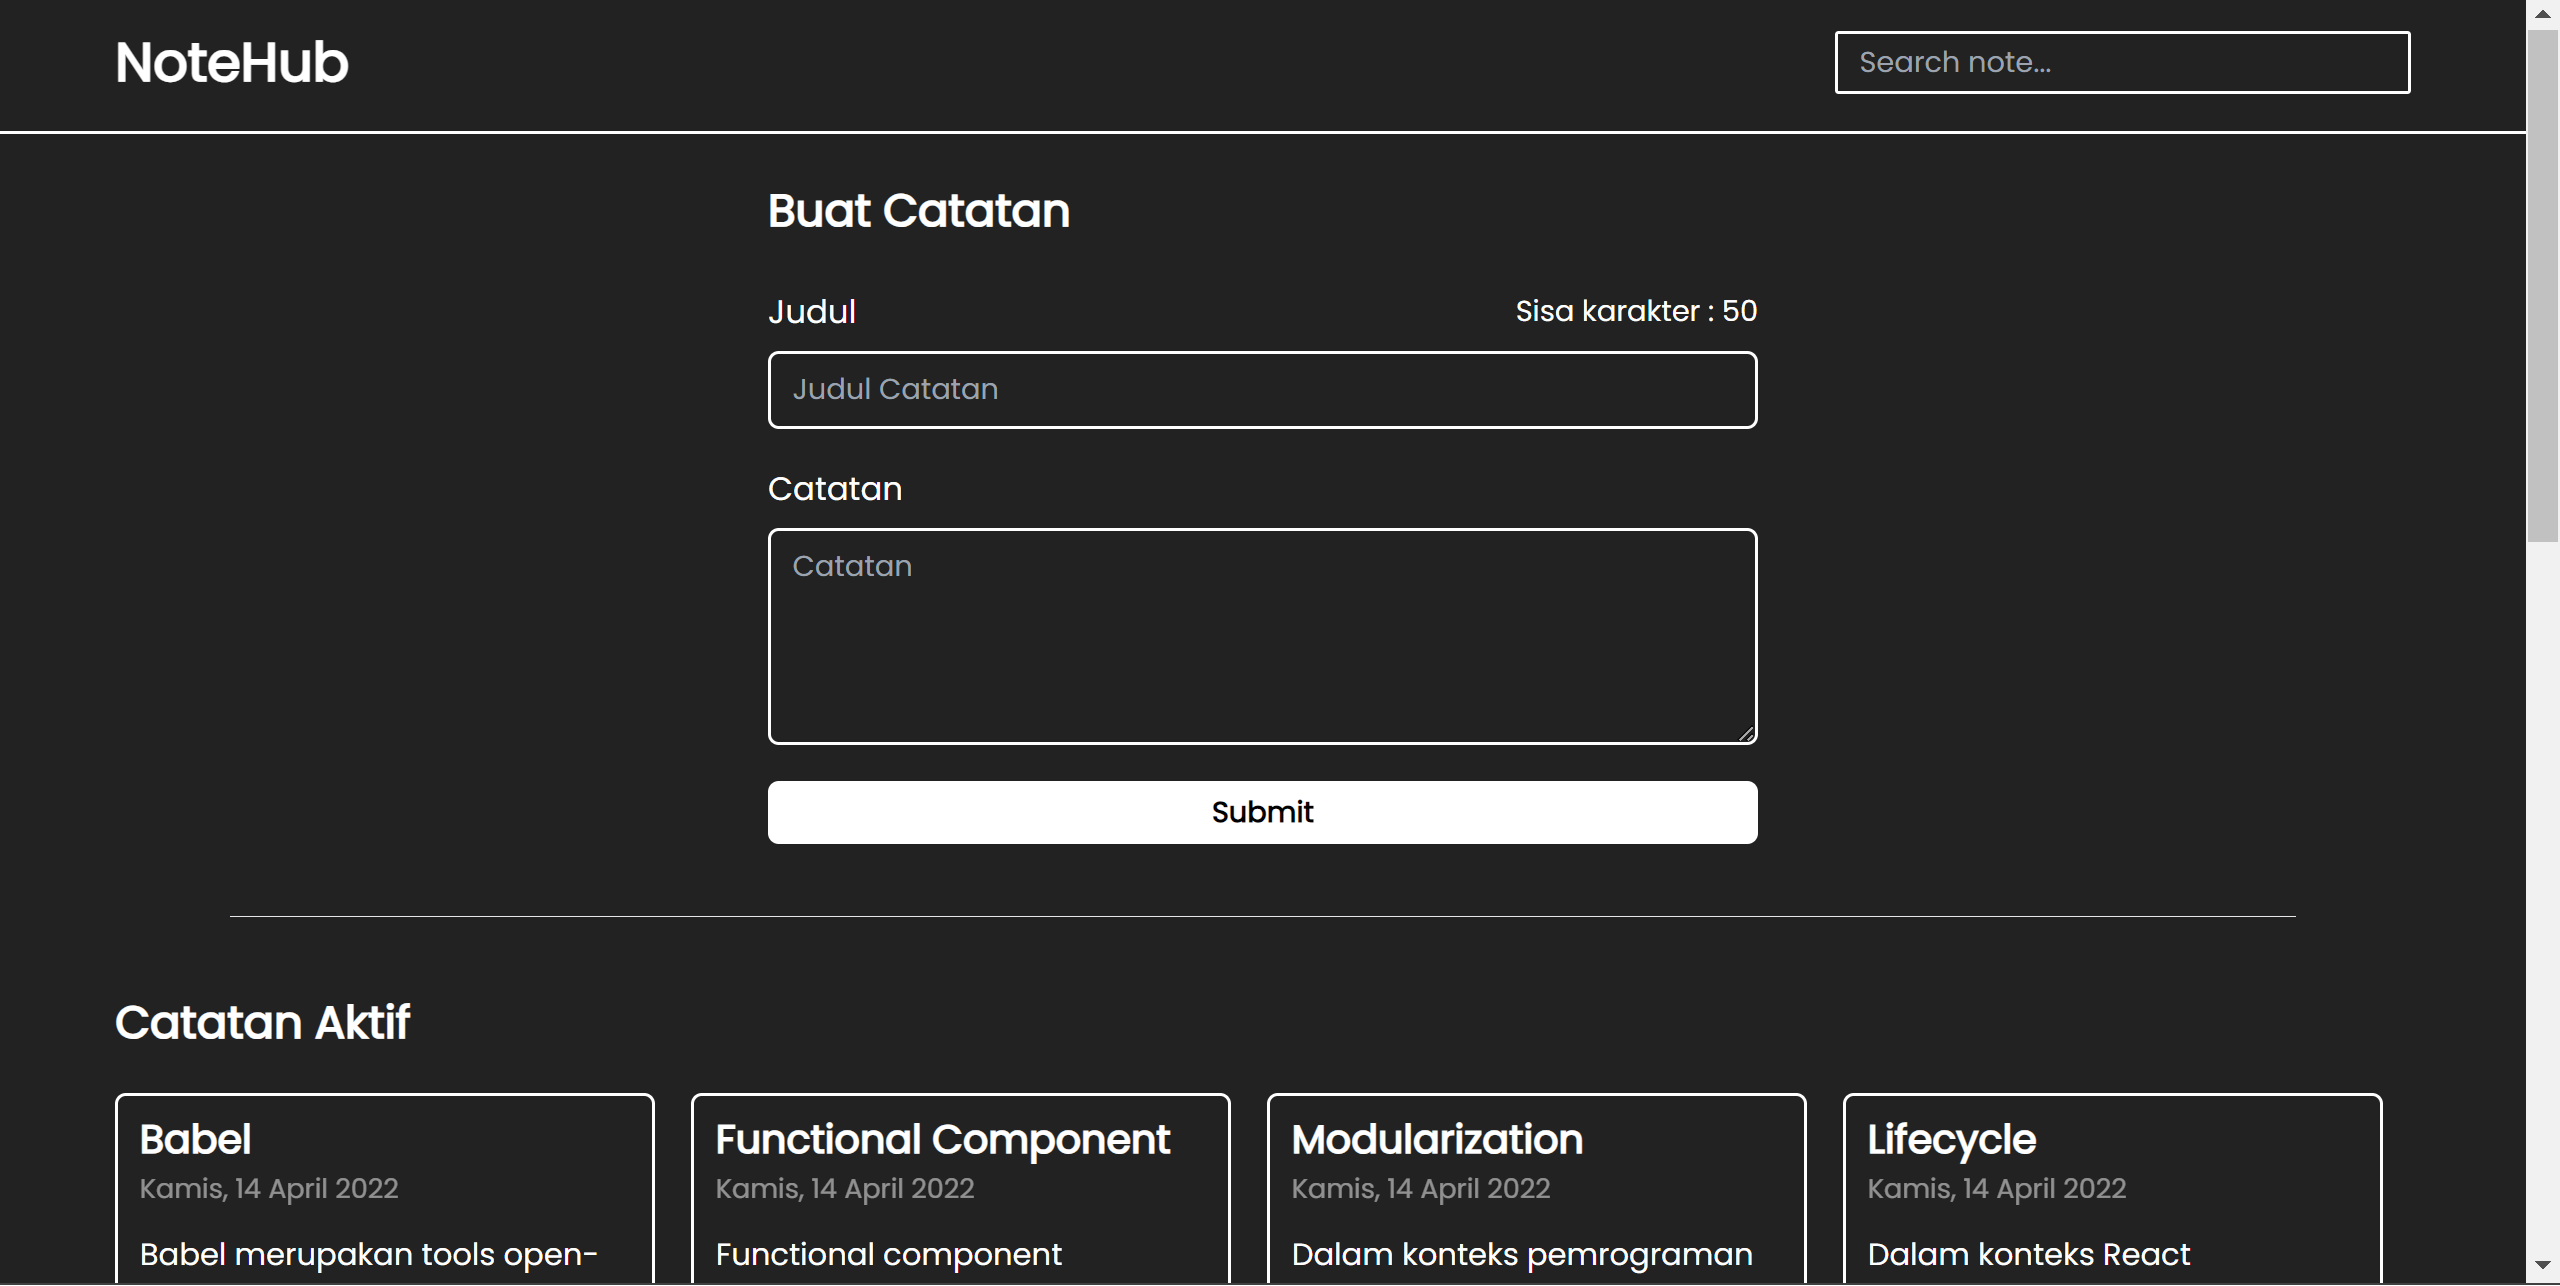 NoteHub
Search note...
Buat Catatan
Judul
Sisa karakter : 50
Judul Catatan
Catatan
Catatan
Submit
Catatan Aktif
Babel
Kamis, 14 April 2022
Babel merupakan tools open-
Functional Component
Kamis, 14 April 2022
Functional component
Modularization
Kamis, 14 April 2022
Dalam konteks pemrograman
Lifecycle
Kamis, 14 April 2022
Dalam konteks React